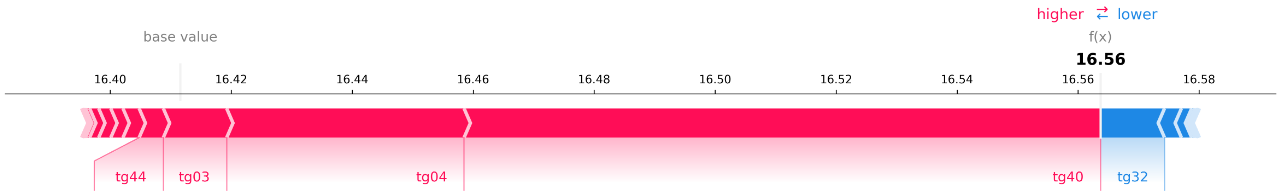 higher ⇄ lower
base value f(x)
16.56
16.40 16.42 16.44 16.46 16.48 16.50 16.52 16.54 16.56 16.58
tg44 tg03 tg04 tg40 tg32